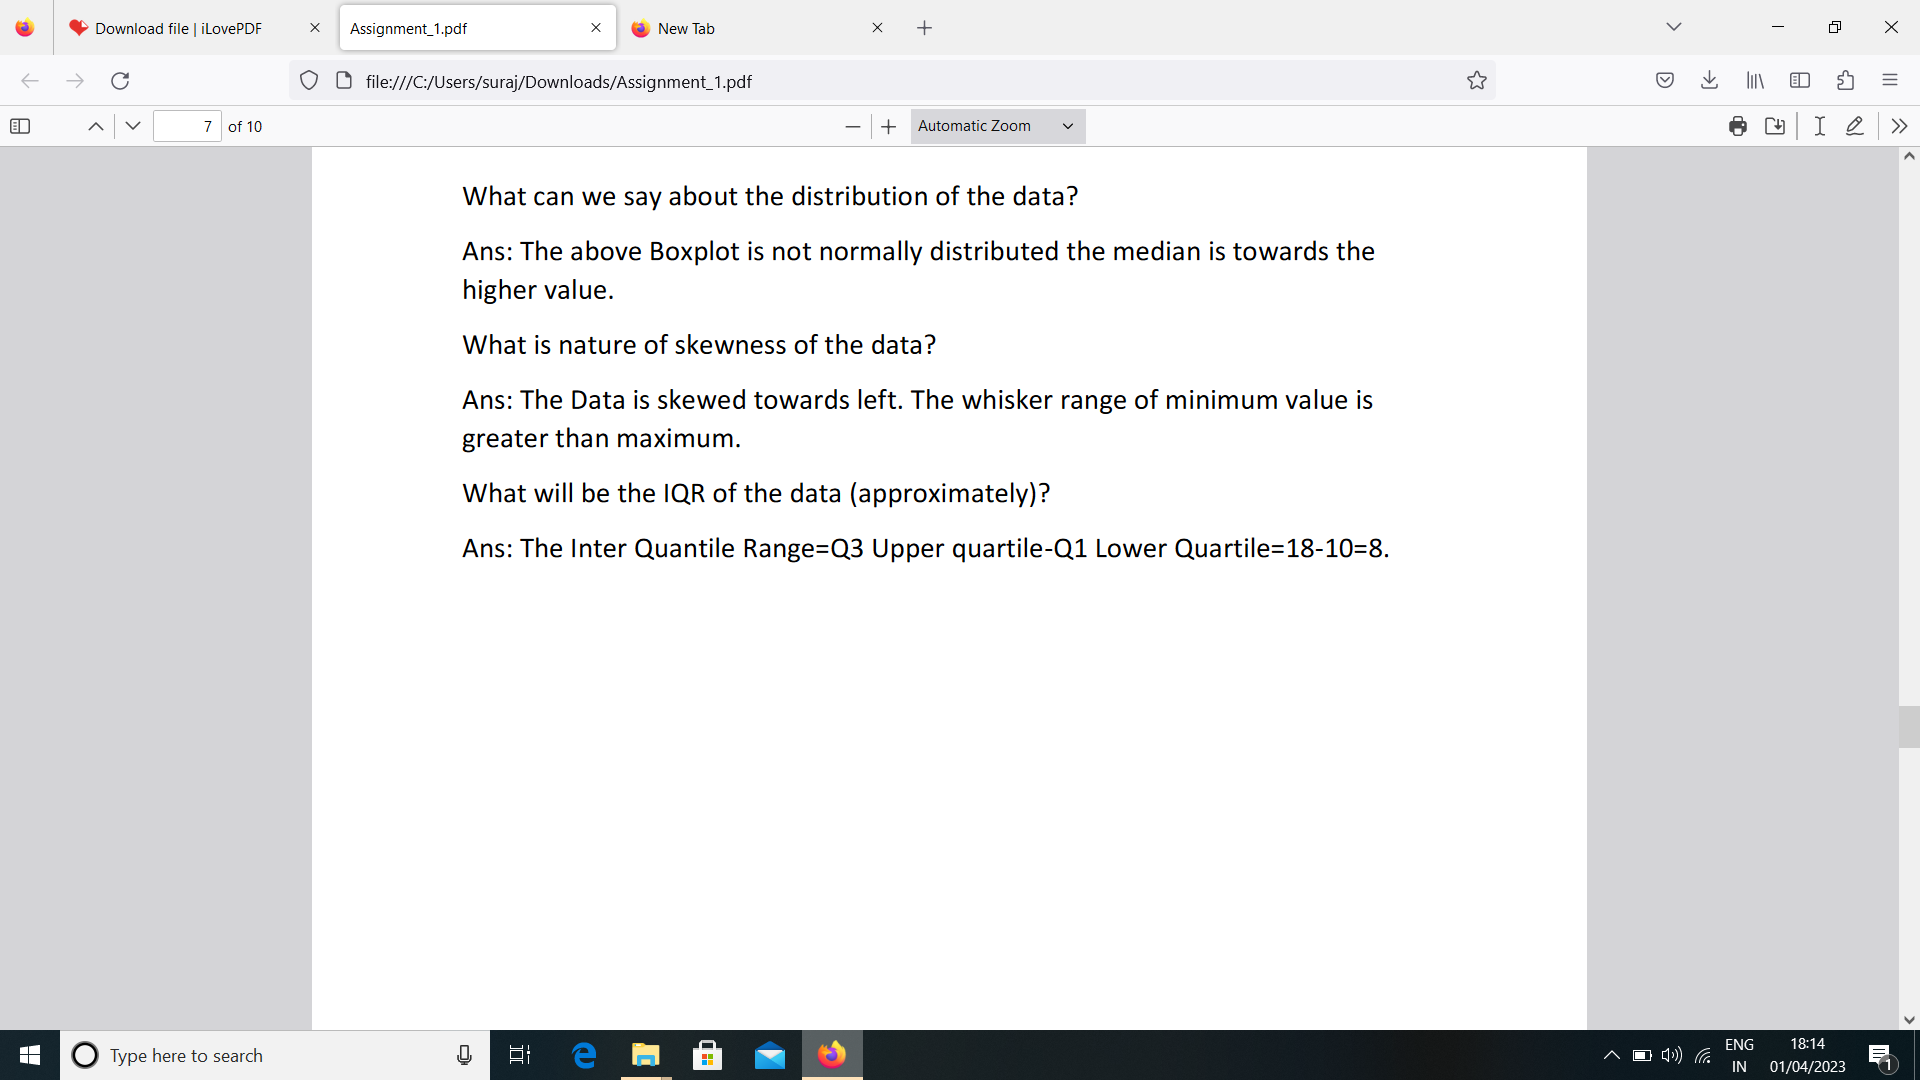 Download file | iLovePDF
Assignment_1.pdf
New Tab
file:///C:/Users/suraj/Downloads/Assignment_1.pdf
7 of 10
Automatic Zoom
What can we say about the distribution of the data?
Ans: The above Boxplot is not normally distributed the median is towards the
higher value.
What is nature of skewness of the data?
Ans: The Data is skewed towards left. The whisker range of minimum value is
greater than maximum.
What will be the IQR of the data (approximately)?
Ans: The Inter Quantile Range=Q3 Upper quartile-Q1 Lower Quartile=18-10=8.
Type here to search
ENG
IN
18:14
01/04/2023
1